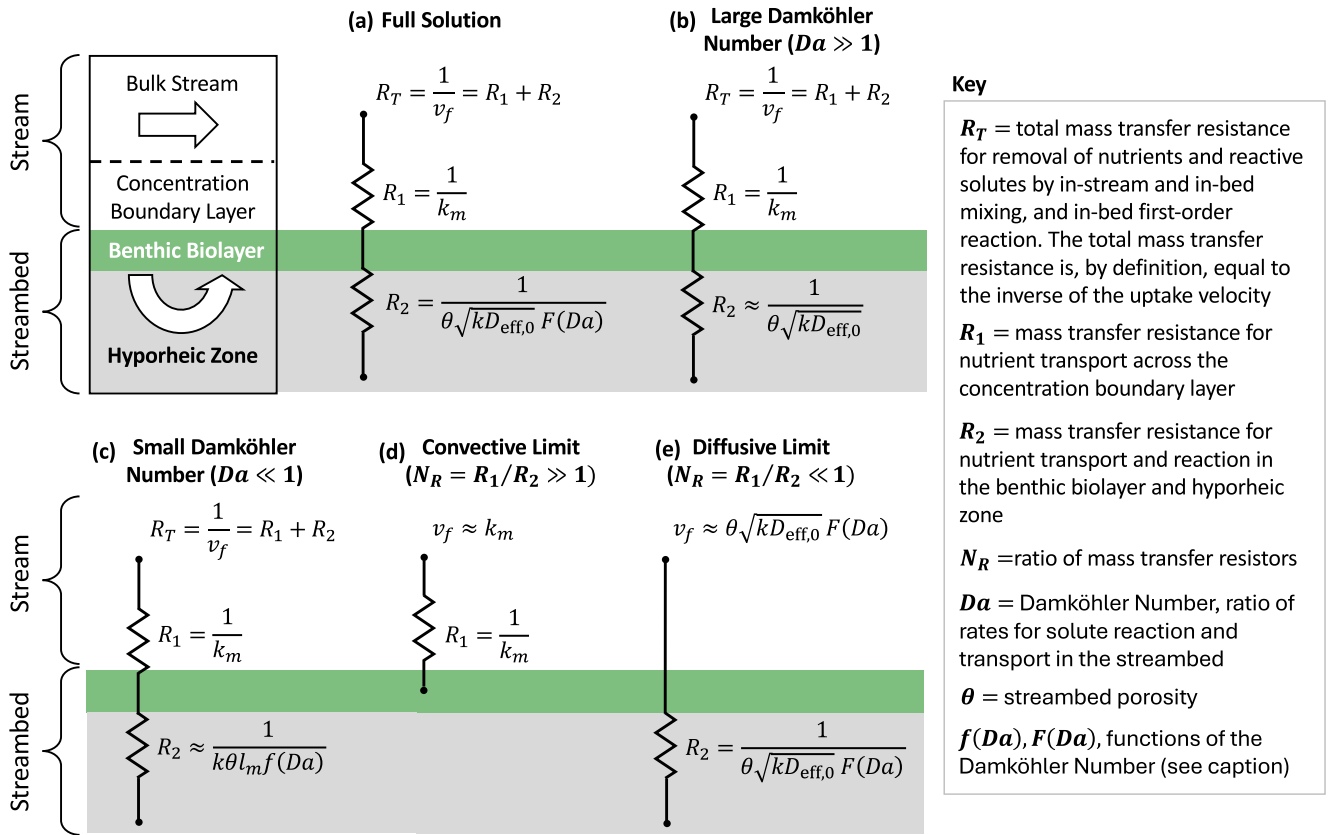 (a) Full Solution
(b) Large Damköhler
Number (Da ≫ 1)
Stream
Streambed
Bulk Stream
Concentration
Boundary Layer
Benthic Biolayer
Hyporheic Zone
R_T = 1/v_f = R_1 + R_2
R_1 = 1/k_m
R_2 = 1/(θ√(kD_eff,0) F(Da))
R_T = 1/v_f = R_1 + R_2
R_1 = 1/k_m
R_2 ≈ 1/(θ√(kD_eff,0))
(c) Small Damköhler
Number (Da ≪ 1)
(d) Convective Limit
(N_R = R_1/R_2 ≫ 1)
(e) Diffusive Limit
(N_R = R_1/R_2 ≪ 1)
Stream
Streambed
R_T = 1/v_f = R_1 + R_2
R_1 = 1/k_m
R_2 ≈ 1/(kθl_m f(Da))
v_f ≈ k_m
R_1 = 1/k_m
v_f ≈ θ√(kD_eff,0) F(Da)
R_2 = 1/(θ√(kD_eff,0) F(Da))
Key
R_T = total mass transfer resistance
for removal of nutrients and reactive
solutes by in-stream and in-bed
mixing, and in-bed first-order
reaction. The total mass transfer
resistance is, by definition, equal to
the inverse of the uptake velocity
R_1 = mass transfer resistance for
nutrient transport across the
concentration boundary layer
R_2 = mass transfer resistance for
nutrient transport and reaction in
the benthic biolayer and hyporheic
zone
N_R =ratio of mass transfer resistors
Da = Damköhler Number, ratio of
rates for solute reaction and
transport in the streambed
θ = streambed porosity
f(Da), F(Da), functions of the
Damköhler Number (see caption)